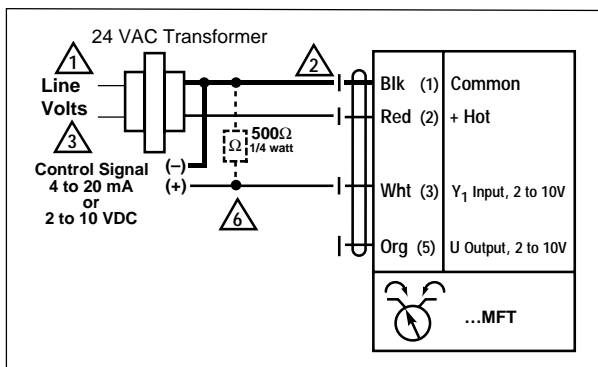 24 VAC Transformer
1
Line
Volts
2
3
500Ω
1/4 watt
Ω
Control Signal
4 to 20 mA
or
2 to 10 VDC
(–)
(+)
6
Blk (1) Common
Red (2) + Hot
Wht (3) Y₁ Input, 2 to 10V
Org (5) U Output, 2 to 10V
...MFT